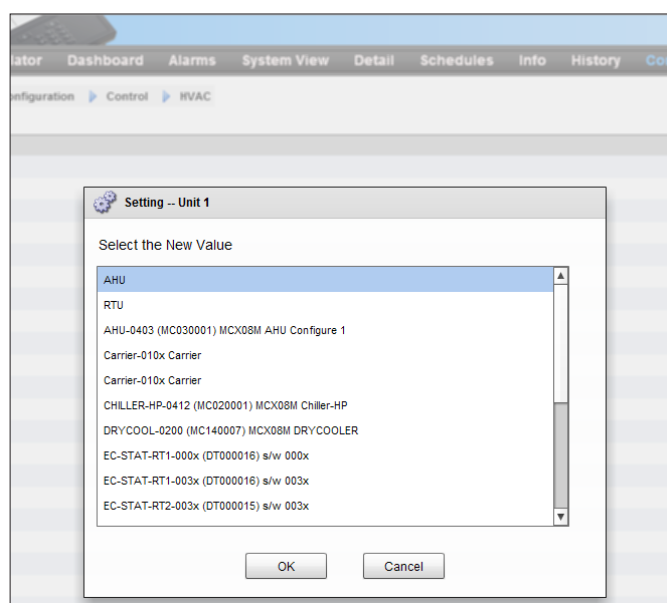 Dashboard Alarms System View Detail Schedules Info History
Control HVAC
Setting -- Unit 1
Select the New Value
AHU
RTU
AHU-0403 (MC030001) MCX08M AHU Configure 1
Carrier-010x Carrier
Carrier-010x Carrier
CHILLER-HP-0412 (MC020001) MCX08M Chiller-HP
DRYCOOL-0200 (MC140007) MCX08M DRYCOOLER
EC-STAT-RT1-000x (DT000016) s/w 000x
EC-STAT-RT1-003x (DT000016) s/w 003x
EC-STAT-RT2-003x (DT000015) s/w 003x
OK Cancel